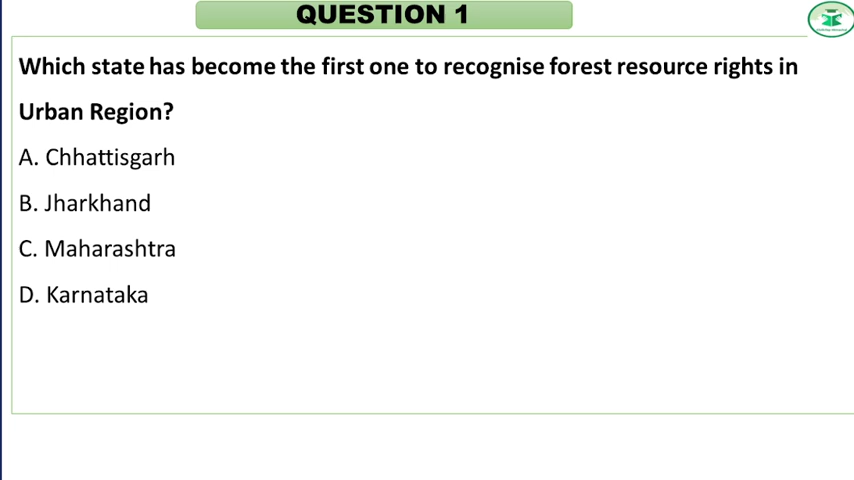 QUESTION 1
Which state has become the first one to recognise forest resource rights in
Urban Region?
A. Chhattisgarh
B. Jharkhand
C. Maharashtra
D. Karnataka